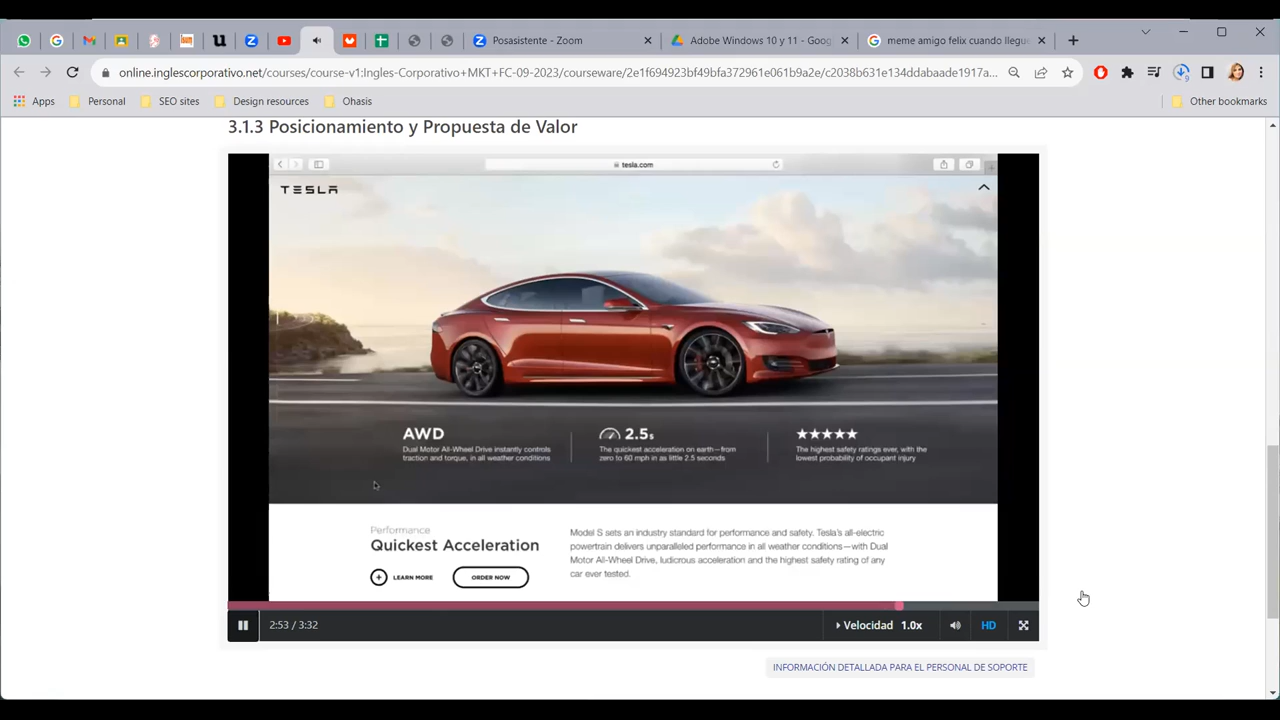 Posasistente - Zoom
Adobe Windows 10 y 11 - Goog
meme amigo felix cuando llegue
online.inglescorporativo.net/courses/course-v1:Ingles-Corporativo+MKT+FC-09-2023/courseware/2e1f694923bf49bfa372961e061b9a2e/c2038b631e134ddabaade1917a...
Apps
Personal
SEO sites
Design resources
Ohasis
Other bookmarks
3.1.3 Posicionamiento y Propuesta de Valor
tesla.com
TESLA
AWD
Dual Motor All-Wheel Drive instantly controls
traction and torque, in all weather conditions
2.5s
The quickest acceleration on earth—from
zero to 60 mph in as little 2.5 seconds
★★★★★
The highest safety ratings ever, with the
lowest probability of occupant injury
Performance
Quickest Acceleration
LEARN MORE
ORDER NOW
Model S sets an industry standard for performance and safety. Tesla's all-electric
powertrain delivers unparalleled performance in all weather conditions—with Dual
Motor All-Wheel Drive, ludicrous acceleration and the highest safety rating of any
car ever tested.
2:53 / 3:32
Velocidad 1.0x
HD
INFORMACIÓN DETALLADA PARA EL PERSONAL DE SOPORTE